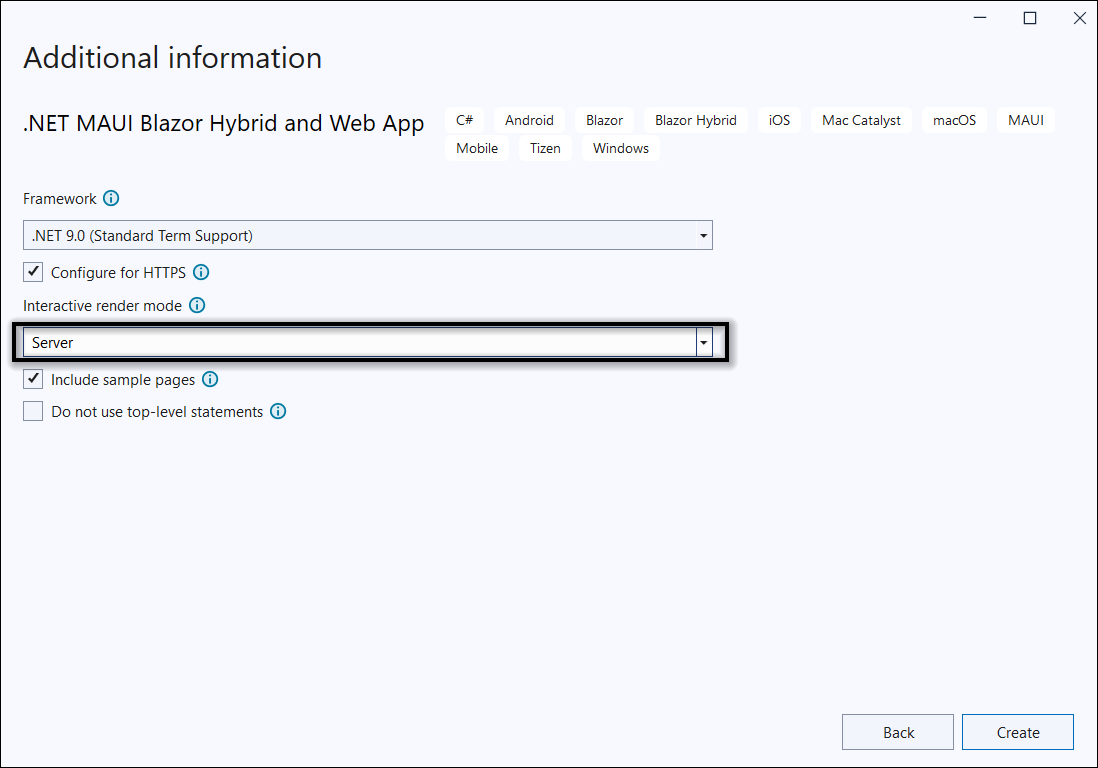 Additional information
.NET MAUI Blazor Hybrid and Web App
C# Android Blazor Blazor Hybrid iOS Mac Catalyst macOS MAUI
Mobile Tizen Windows
Framework
.NET 9.0 (Standard Term Support)
Configure for HTTPS
Interactive render mode
Server
Include sample pages
Do not use top-level statements
Back Create